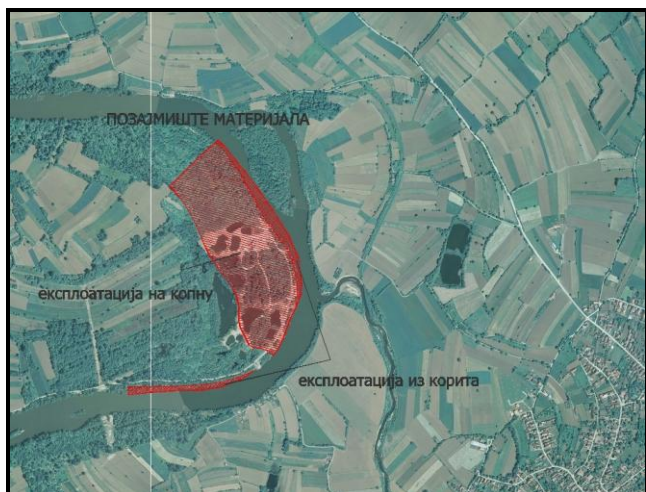 ПОЗАЈМИШТЕ МАТЕРИЈАЛА
експлоатација на копну
експлоатација из корита